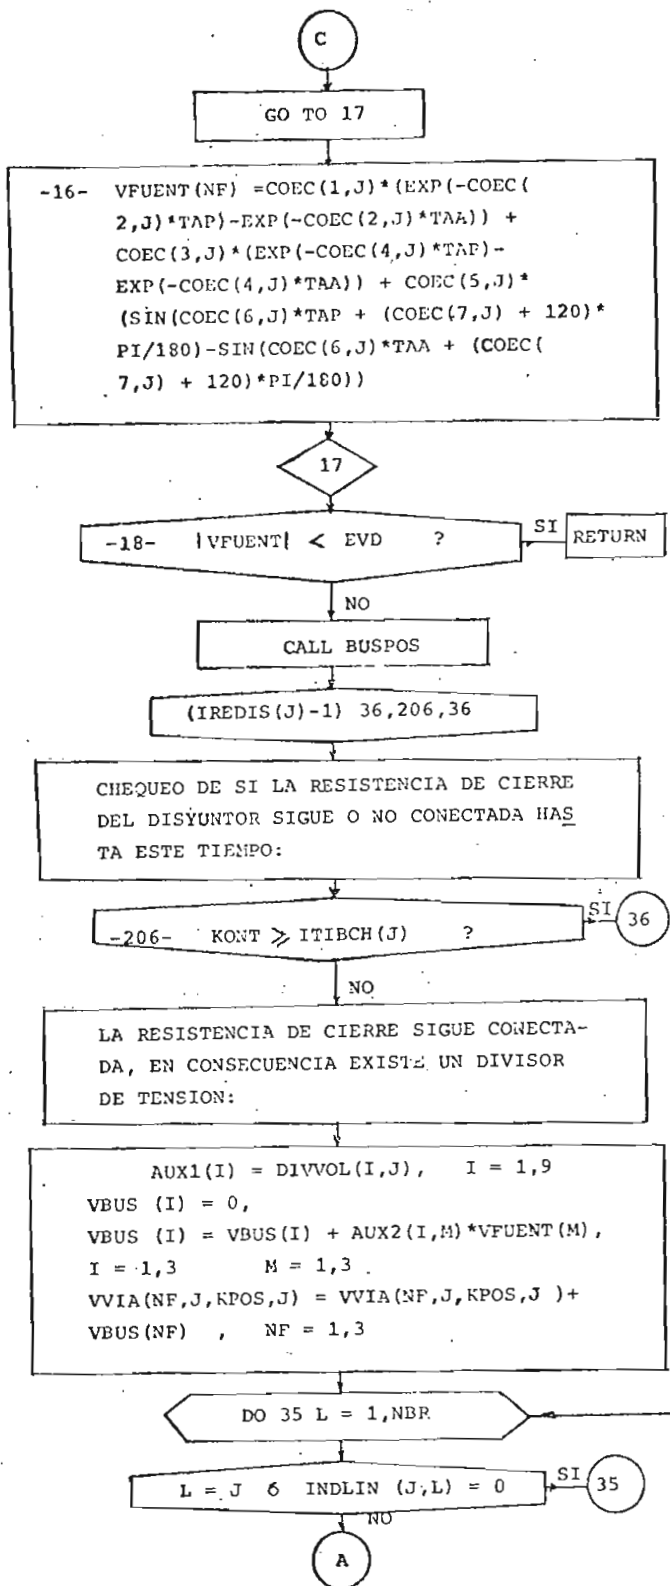 C
GO TO 17
-16- VFUENT(NF) =COEC(1,J)*(EXP(-COEC(
2,J)*TAP)-EXP(-COEC(2,J)*TAA)) +
COEC(3,J)*(EXP(-COEC(4,J)*TAP)-
EXP(-COEC(4,J)*TAA)) + COEC(5,J)*
(SIN(COEC(6,J)*TAP + (COEC(7,J) + 120)*
PI/180)-SIN(COEC(6,J)*TAA + (COEC(
7,J) + 120)*PI/180))
17
-18- |VFUENT| < EVD ?
SI
RETURN
NO
CALL BUSPOS
(IREDIS(J)-1) 36,206,36
CHEQUEO DE SI LA RESISTENCIA DE CIERRE
DEL DISYUNTOR SIGUE O NO CONECTADA HAS
TA ESTE TIEMPO:
-206- KONT ⩾ ITIBCH(J) ?
SI
36
NO
LA RESISTENCIA DE CIERRE SIGUE CONECTA-
DA, EN CONSECUENCIA EXISTE UN DIVISOR
DE TENSION:
AUX1(I) = DIVVOL(I,J), I = 1,9
VBUS (I) = 0,
VBUS (I) = VBUS(I) + AUX2(I,M)*VFUENT(M),
I = 1,3 M = 1,3
VVIA(NF,J,KPOS,J) = VVIA(NF,J,KPOS,J )+
VBUS(NF) , NF = 1,3
DO 35 L = 1,NBR
L = J 6 INDLIN (J,L) = 0
SI
35
NO
A